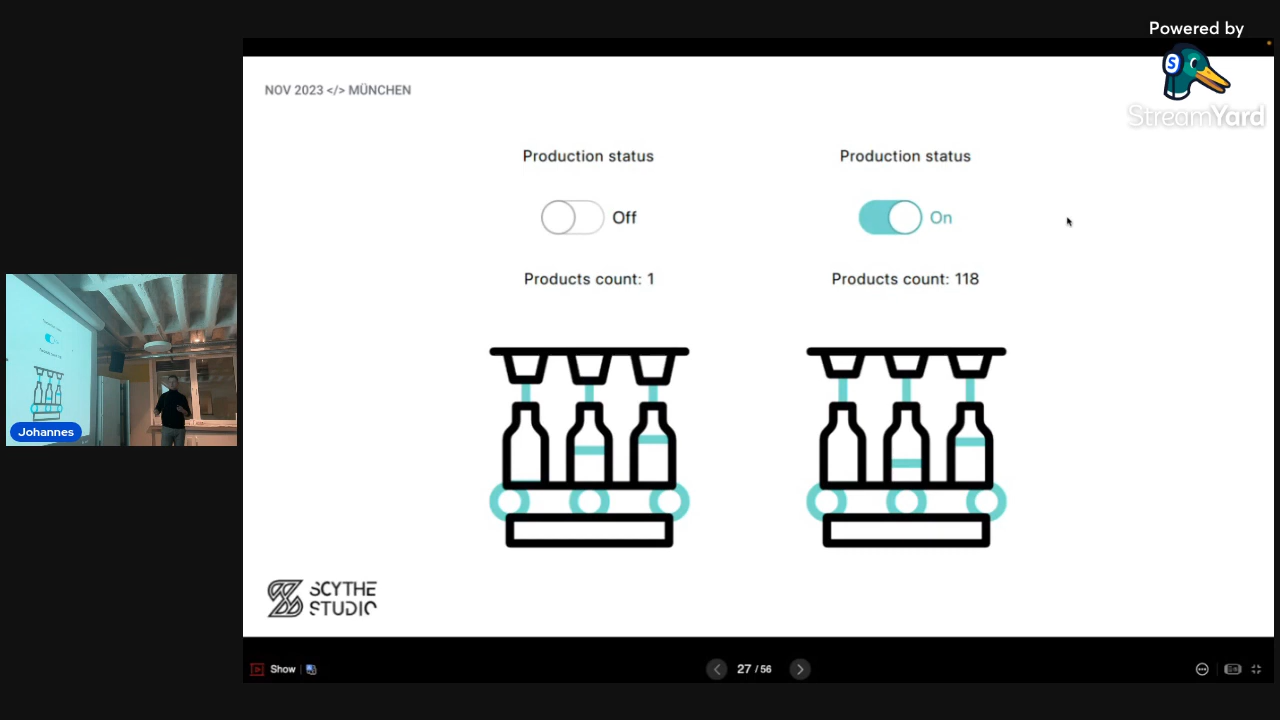 Powered by
StreamYard
NOV 2023 </> MÜNCHEN
Production status
Off
Products count: 1
Production status
On
Products count: 118
Johannes
SCYTHE
STUDIO
Show
27 / 56